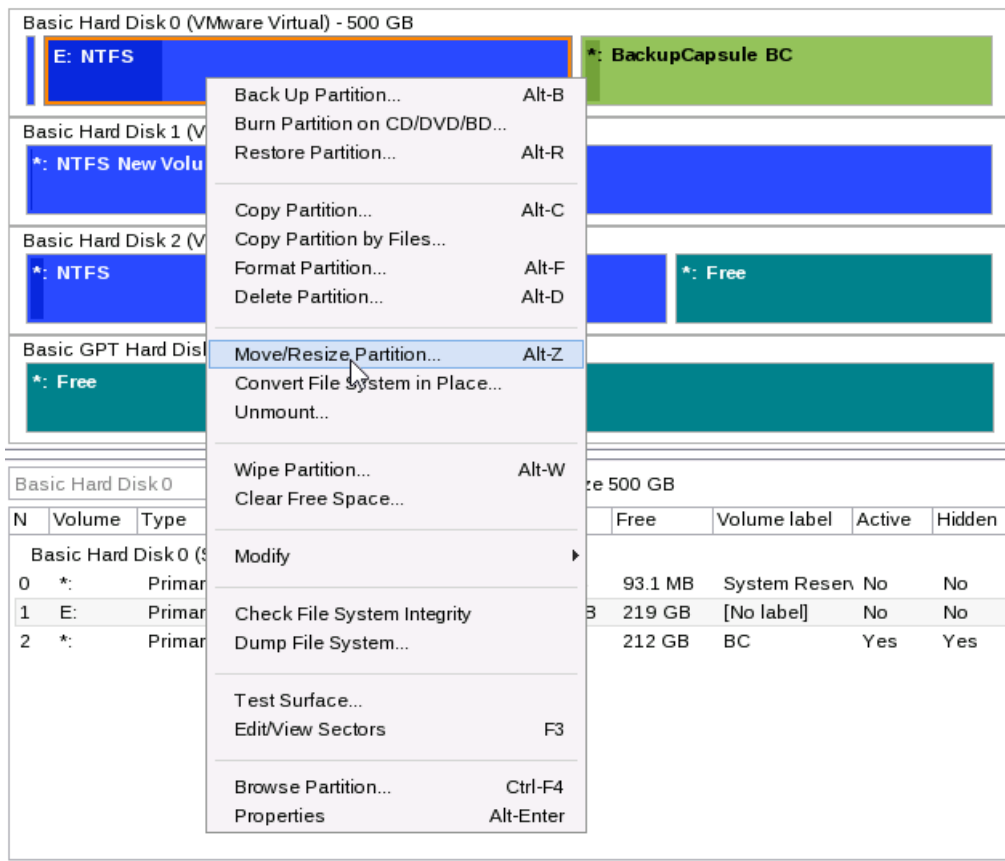 Basic Hard Disk 0 (VMware Virtual) - 500 GB
E: NTFS
*: BackupCapsule BC
Basic Hard Disk 1 (V
*: NTFS New Volu
Basic Hard Disk 2 (V
*: NTFS
*: Free
Basic GPT Hard Disl
*: Free
Back Up Partition... Alt-B
Burn Partition on CD/DVD/BD...
Restore Partition... Alt-R
Copy Partition... Alt-C
Copy Partition by Files...
Format Partition... Alt-F
Delete Partition... Alt-D
Move/Resize Partition... Alt-Z
Convert File System in Place...
Unmount...
Wipe Partition... Alt-W
Clear Free Space...
Modify
Check File System Integrity
Dump File System...
Test Surface...
Edit/View Sectors F3
Browse Partition... Ctrl-F4
Properties Alt-Enter
Basic Hard Disk 0 ze 500 GB
N Volume Type Free Volume label Active Hidden
Basic Hard Disk 0 (S
0 *: Primar 93.1 MB System Reserv No No
1 E: Primar B 219 GB [No label] No No
2 *: Primar 212 GB BC Yes Yes